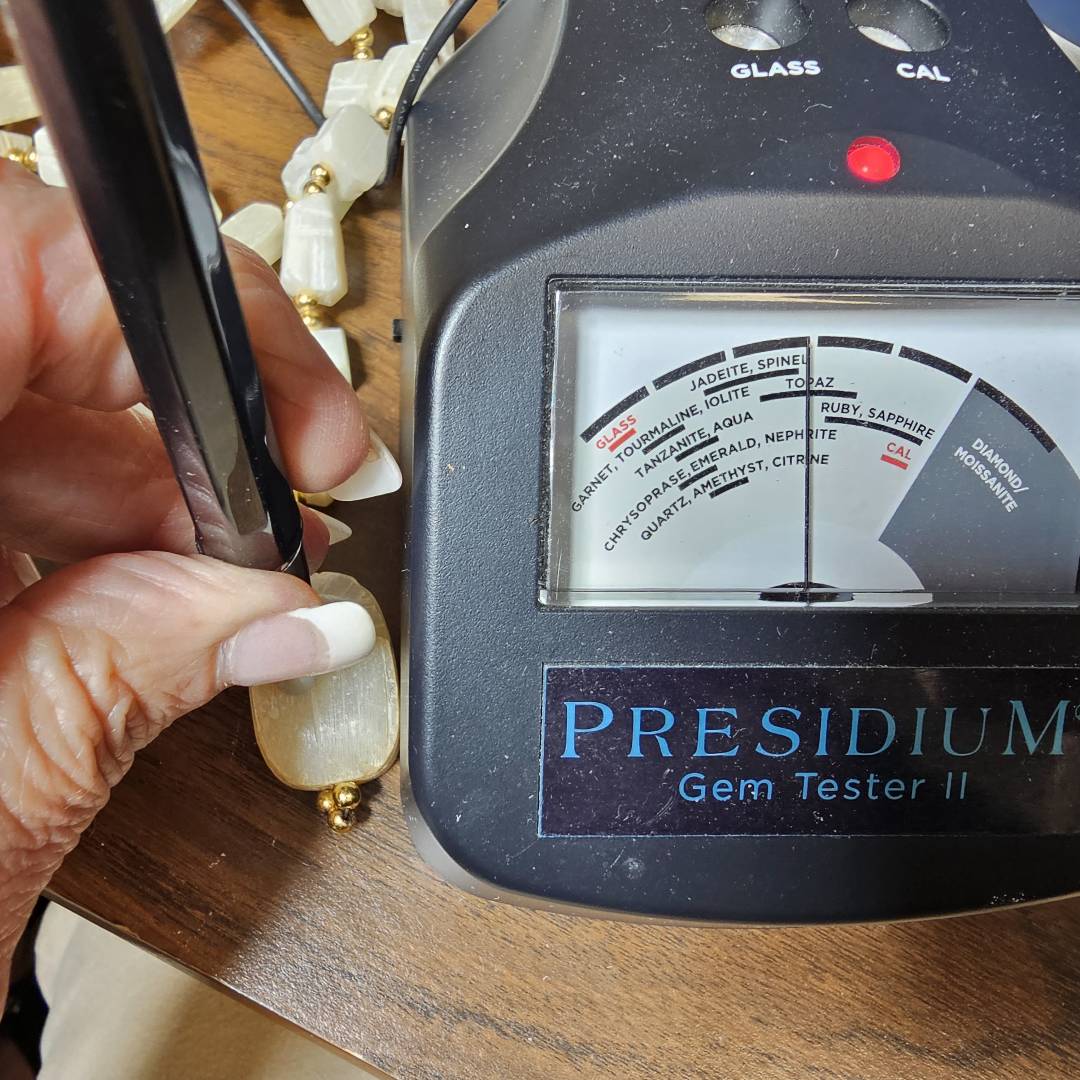 GLASS CAL
JADEITE, SPINEL
TOPAZ
GLASS
GARNET, TOURMALINE, IOLITE
RUBY, SAPPHIRE
TANZANITE, AQUA
CAL
CHRYSOPRASE, EMERALD, NEPHRITE
QUARTZ, AMETHYST, CITRINE
DIAMOND/
MOISSANITE
PRESIDIUM
Gem Tester II